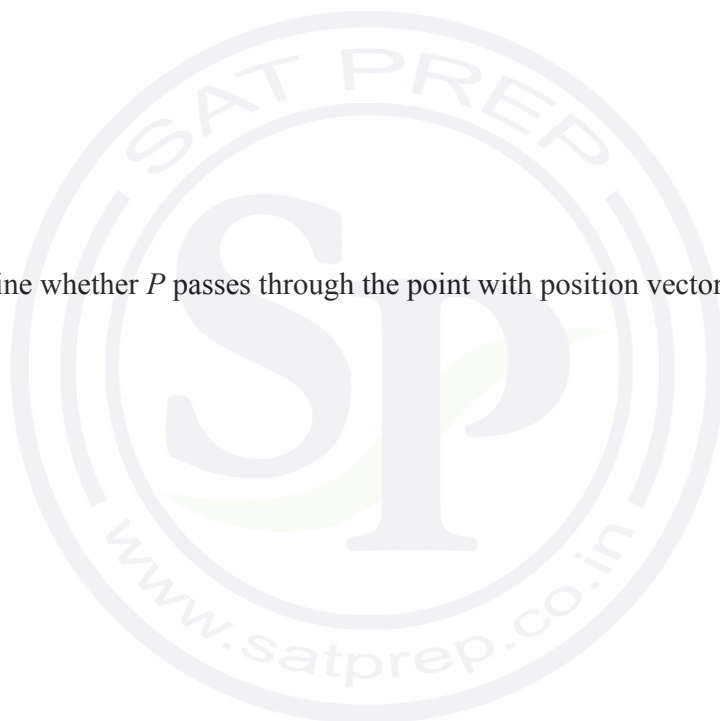 SAT PREP
ine whether P passes through the point with position vector
SP
www.satprep.co.in